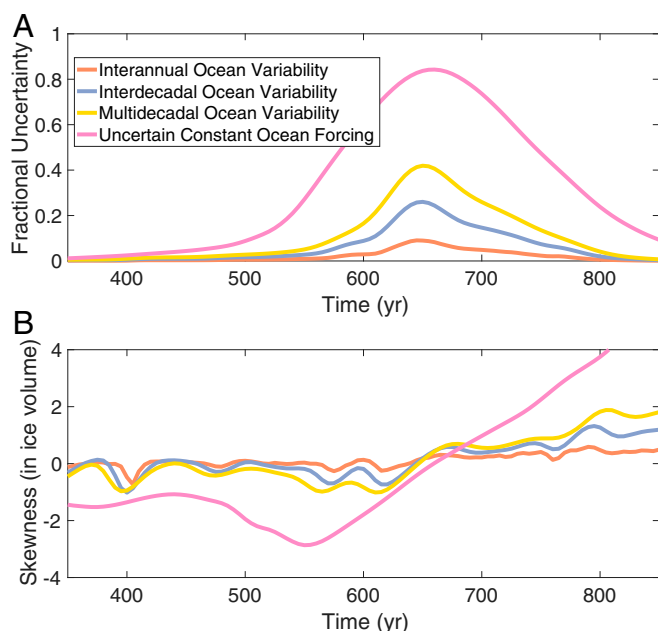 A
Fractional Uncertainty
1
0.8
0.6
0.4
0.2
0
Interannual Ocean Variability
Interdecadal Ocean Variability
Multidecadal Ocean Variability
Uncertain Constant Ocean Forcing
400 500 600 700 800
Time (yr)
B
Skewness (in ice volume)
4
2
0
-2
-4
400 500 600 700 800
Time (yr)